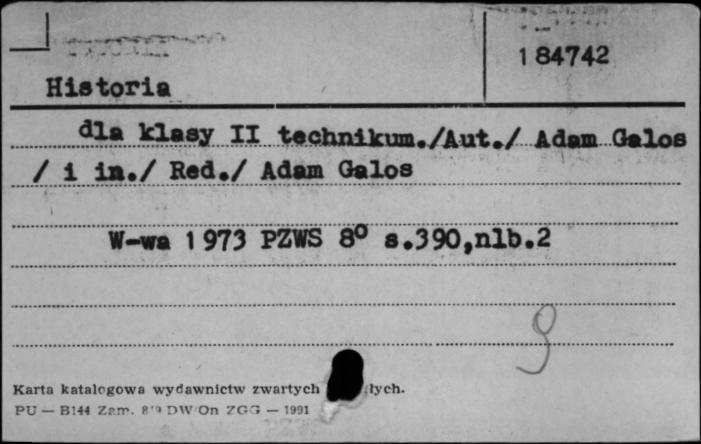 1 84742
Historia
dla klasy II technikum./Aut./ Adam Galos
/ i in./ Red./ Adam Galos
W-wa 1973 PZWS 8° s.390,nlb.2
9
Karta katalogowa wydawnictw zwartych
PU — B144 Zam. DW/On ZGG — 1991